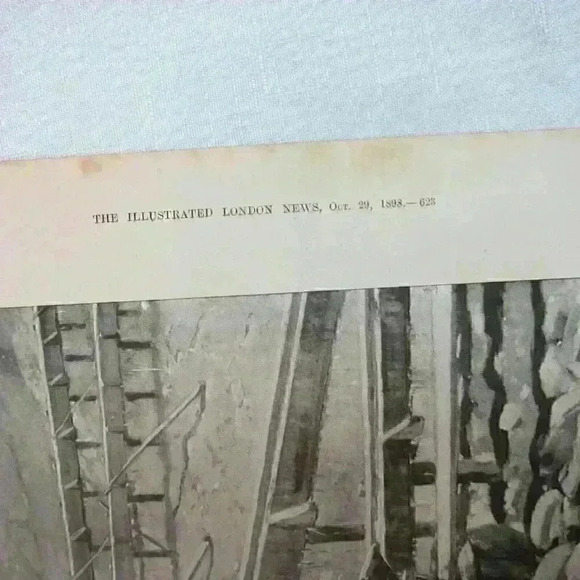 THE ILLUSTRATED LONDON NEWS, Oct. 29, 1898.—623